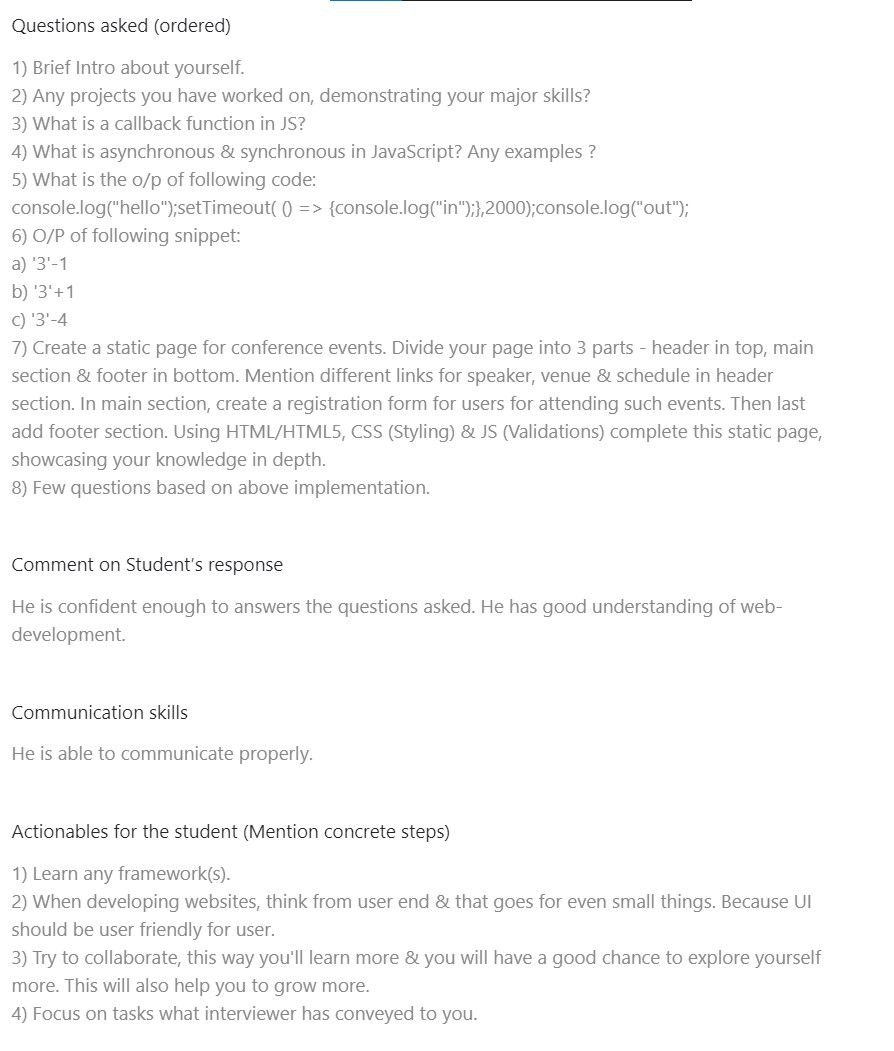 Questions asked (ordered)
1) Brief Intro about yourself.
2) Any projects you have worked on, demonstrating your major skills?
3) What is a callback function in JS?
4) What is asynchronous & synchronous in JavaScript? Any examples ?
5) What is the o/p of following code:
console.log("hello");setTimeout( () => {console.log("in");},2000);console.log("out");
6) O/P of following snippet:
a) '3'-1
b) '3'+1
c) '3'-4
7) Create a static page for conference events. Divide your page into 3 parts - header in top, main
section & footer in bottom. Mention different links for speaker, venue & schedule in header
section. In main section, create a registration form for users for attending such events. Then last
add footer section. Using HTML/HTML5, CSS (Styling) & JS (Validations) complete this static page,
showcasing your knowledge in depth.
8) Few questions based on above implementation.
Comment on Student's response
He is confident enough to answers the questions asked. He has good understanding of web-
development.
Communication skills
He is able to communicate properly.
Actionables for the student (Mention concrete steps)
1) Learn any framework(s).
2) When developing websites, think from user end & that goes for even small things. Because UI
should be user friendly for user.
3) Try to collaborate, this way you'll learn more & you will have a good chance to explore yourself
more. This will also help you to grow more.
4) Focus on tasks what interviewer has conveyed to you.